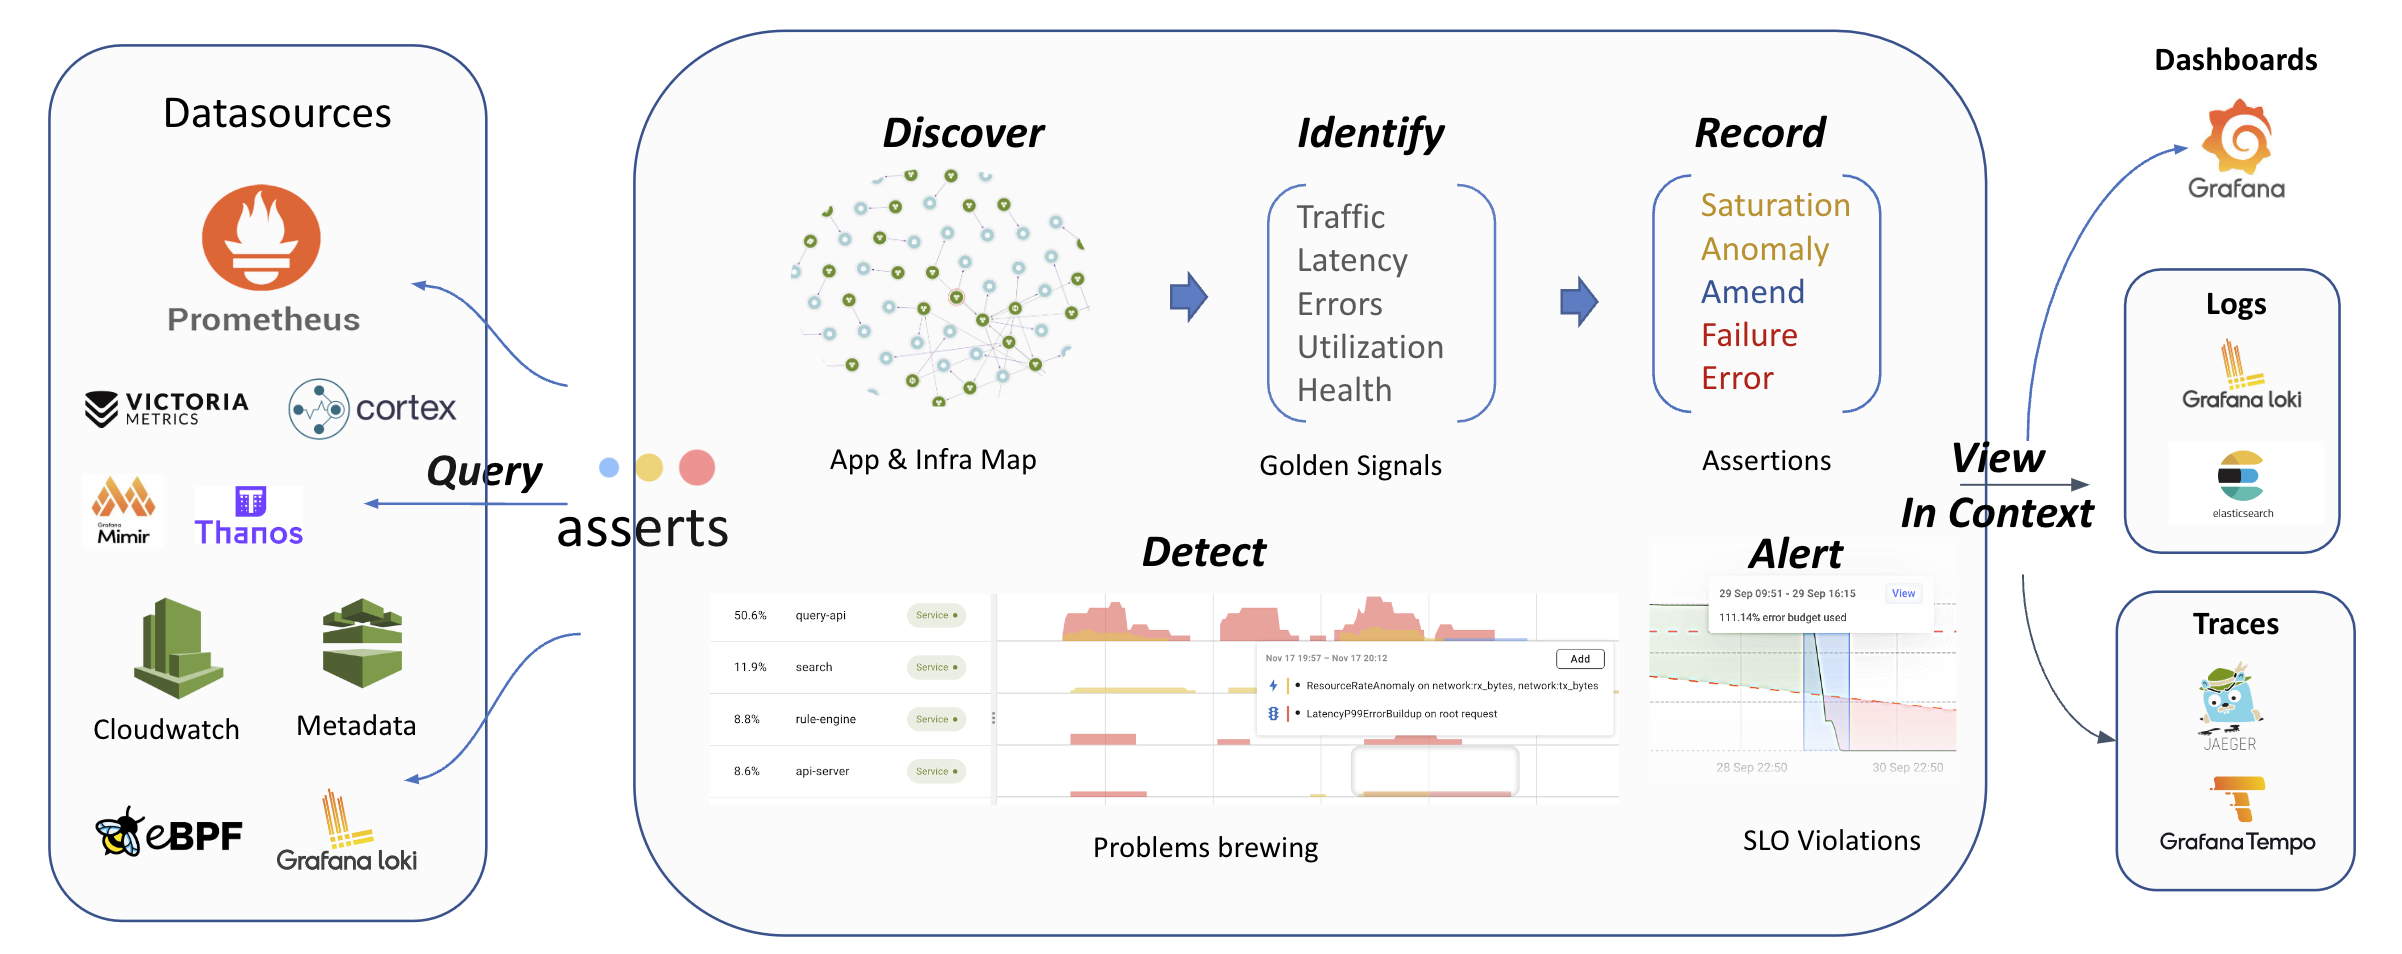 Datasources
Prometheus
VICTORIA
METRICS
cortex
Grafana
Mimir
Thanos
Cloudwatch
Metadata
eBPF
Grafana loki
Query
asserts
Discover
App & Infra Map
Identify
Traffic
Latency
Errors
Utilization
Health
Golden Signals
Record
Saturation
Anomaly
Amend
Failure
Error
Assertions
Detect
50.6% query-api Service
11.9% search Service
8.8% rule-engine Service
8.6% api-server Service
Nov 17 19:57 – Nov 17 20:12 Add
ResourceRateAnomaly on network:rx_bytes, network:tx_bytes
LatencyP99ErrorBuildup on root request
Problems brewing
Alert
29 Sep 09:51 - 29 Sep 16:15 View
111.14% error budget used
28 Sep 22:50 30 Sep 22:50
SLO Violations
View
In Context
Dashboards
Grafana
Logs
Grafana loki
elasticsearch
Traces
JAEGER
Grafana Tempo